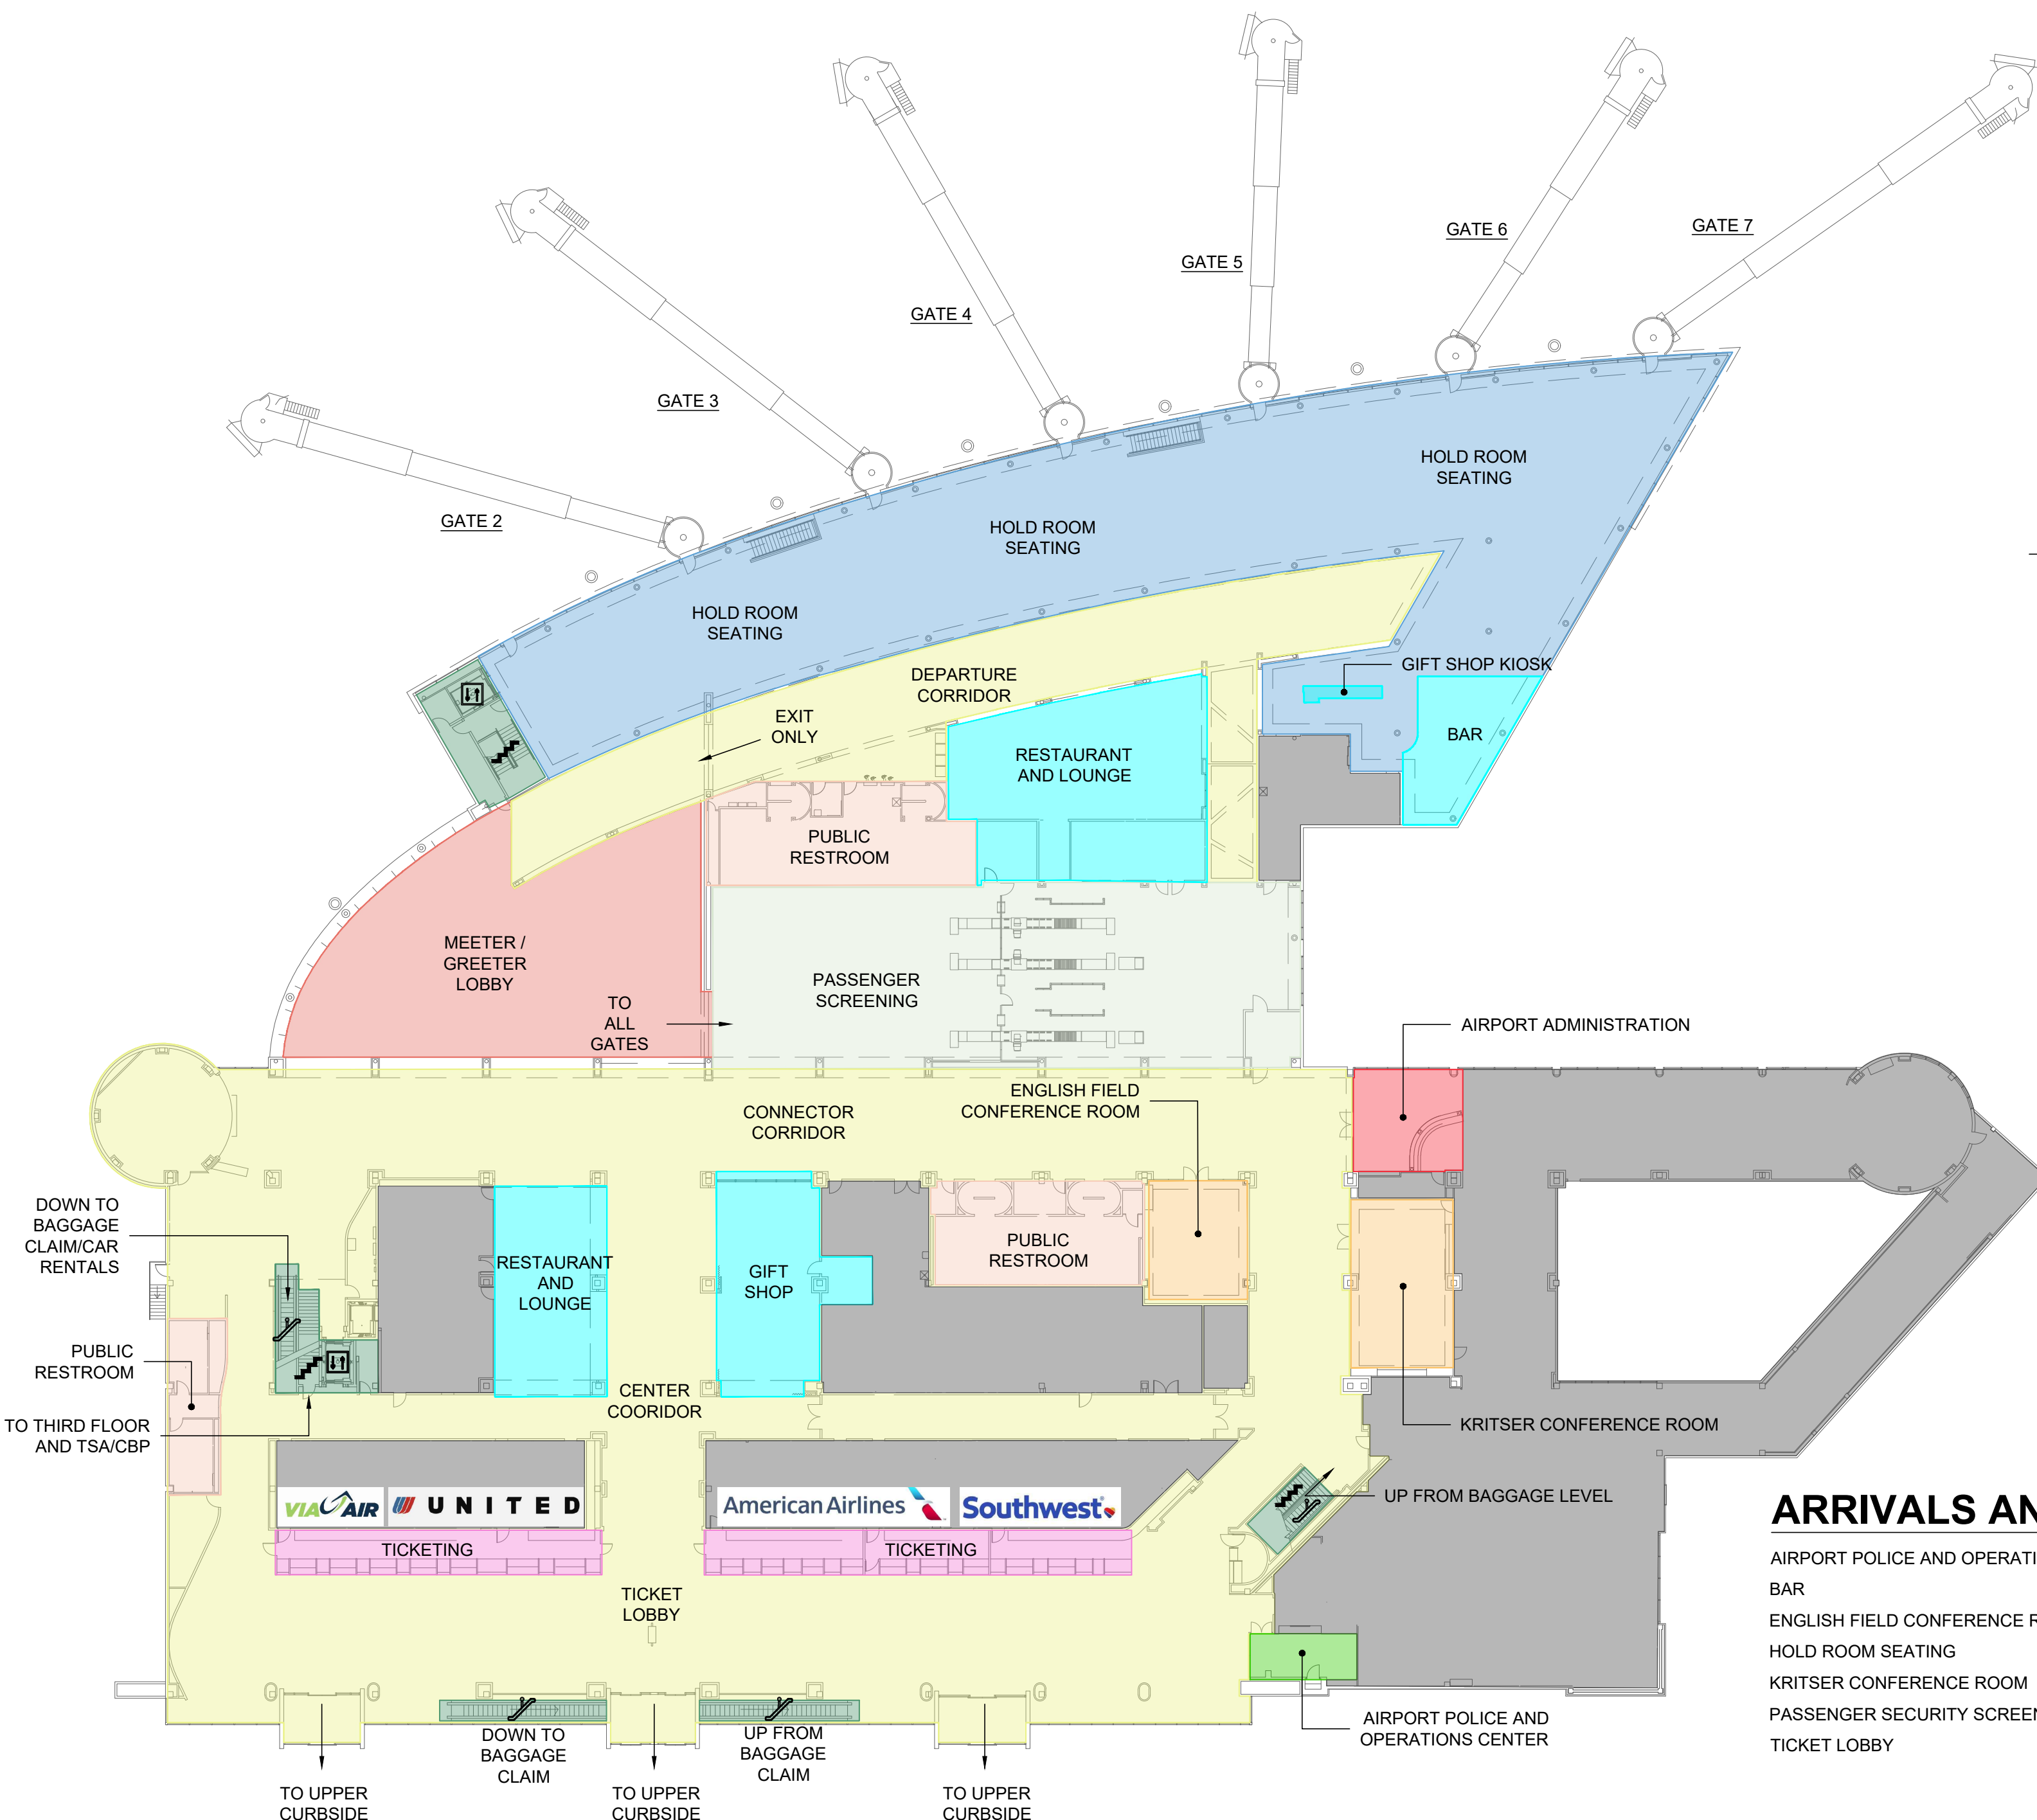 GATE 6
GATE 7
GATE 5
GATE 4
GATE 3
GATE 2
HOLD ROOM
SEATING
HOLD ROOM
SEATING
HOLD ROOM
SEATING
GIFT SHOP KIOSK
DEPARTURE
CORRIDOR
EXIT
ONLY
BAR
RESTAURANT
AND LOUNGE
PUBLIC
RESTROOM
MEETER /
GREETER
LOBBY
PASSENGER
SCREENING
TO
ALL
GATES
AIRPORT ADMINISTRATION
ENGLISH FIELD
CONFERENCE ROOM
CONNECTOR
CORRIDOR
DOWN TO
BAGGAGE
CLAIM/CAR
RENTALS
RESTAURANT
AND
LOUNGE
GIFT
SHOP
PUBLIC
RESTROOM
PUBLIC
RESTROOM
CENTER
COORIDOR
TO THIRD FLOOR
AND TSA/CBP
KRITSER CONFERENCE ROOM
VIA AIR
UNITED
American Airlines
Southwest
UP FROM BAGGAGE LEVEL
TICKETING
TICKETING
TICKET
LOBBY
ARRIVALS AN
AIRPORT POLICE AND OPERATI
BAR
ENGLISH FIELD CONFERENCE R
HOLD ROOM SEATING
KRITSER CONFERENCE ROOM
PASSENGER SECURITY SCREEN
TICKET LOBBY
AIRPORT POLICE AND
OPERATIONS CENTER
DOWN TO
BAGGAGE
CLAIM
UP FROM
BAGGAGE
CLAIM
TO UPPER
CURBSIDE
TO UPPER
CURBSIDE
TO UPPER
CURBSIDE